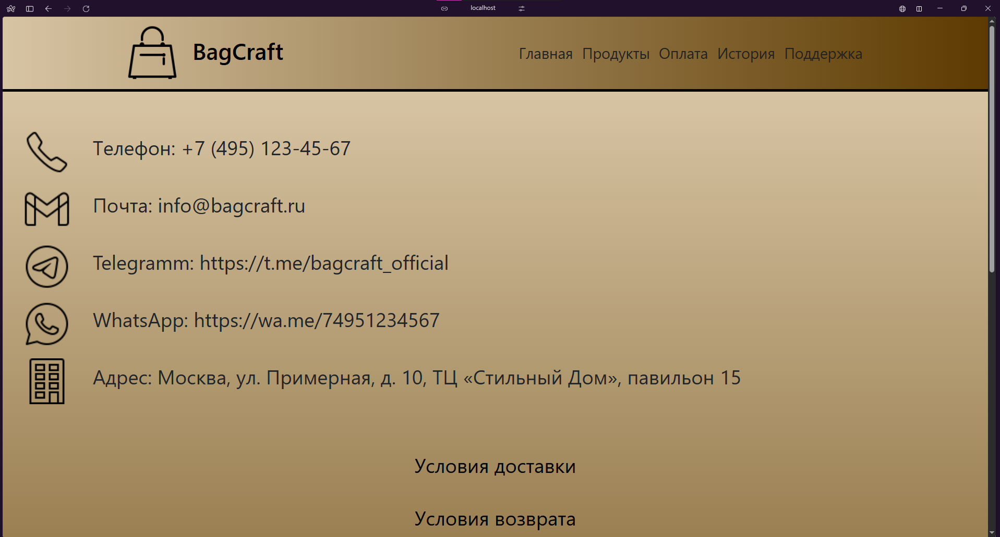 localhost
BagCraft
Главная Продукты Оплата История Поддержка
Телефон: +7 (495) 123-45-67
Почта: info@bagcraft.ru
Telegramm: https://t.me/bagcraft_official
WhatsApp: https://wa.me/74951234567
Адрес: Москва, ул. Примерная, д. 10, ТЦ «Стильный Дом», павильон 15
Условия доставки
Условия возврата